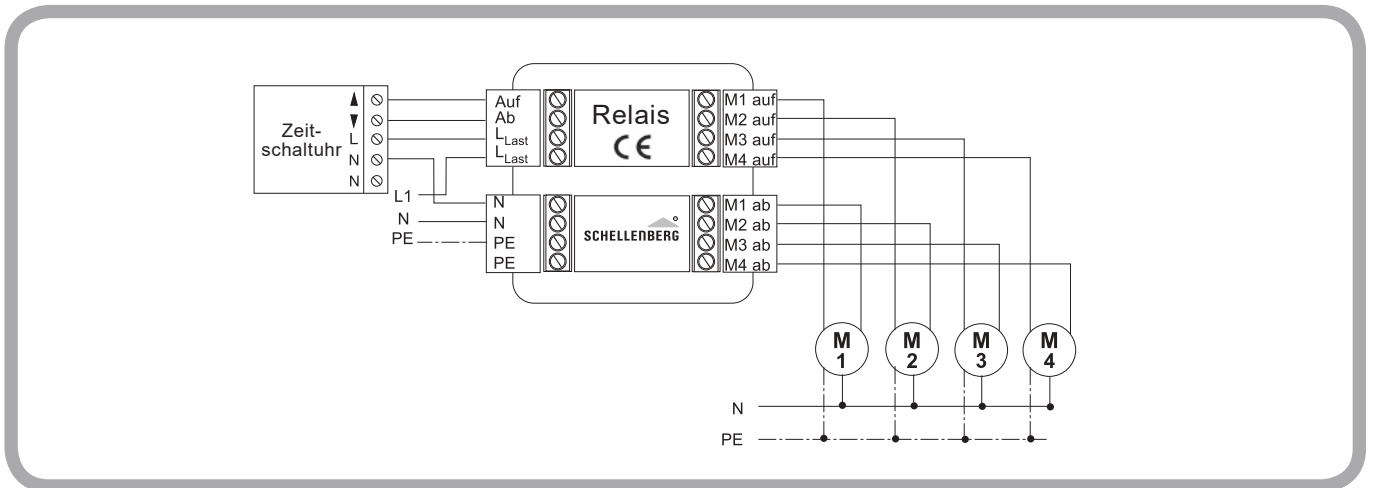 Zeit-
schaltuhr
▲
▼
L
N
N
L1
N
PE
Auf
Ab
LLast
LLast
Relais
CE
M1 auf
M2 auf
M3 auf
M4 auf
N
N
PE
PE
SCHELLENBERG
M1 ab
M2 ab
M3 ab
M4 ab
M
1
M
2
M
3
M
4
N
PE